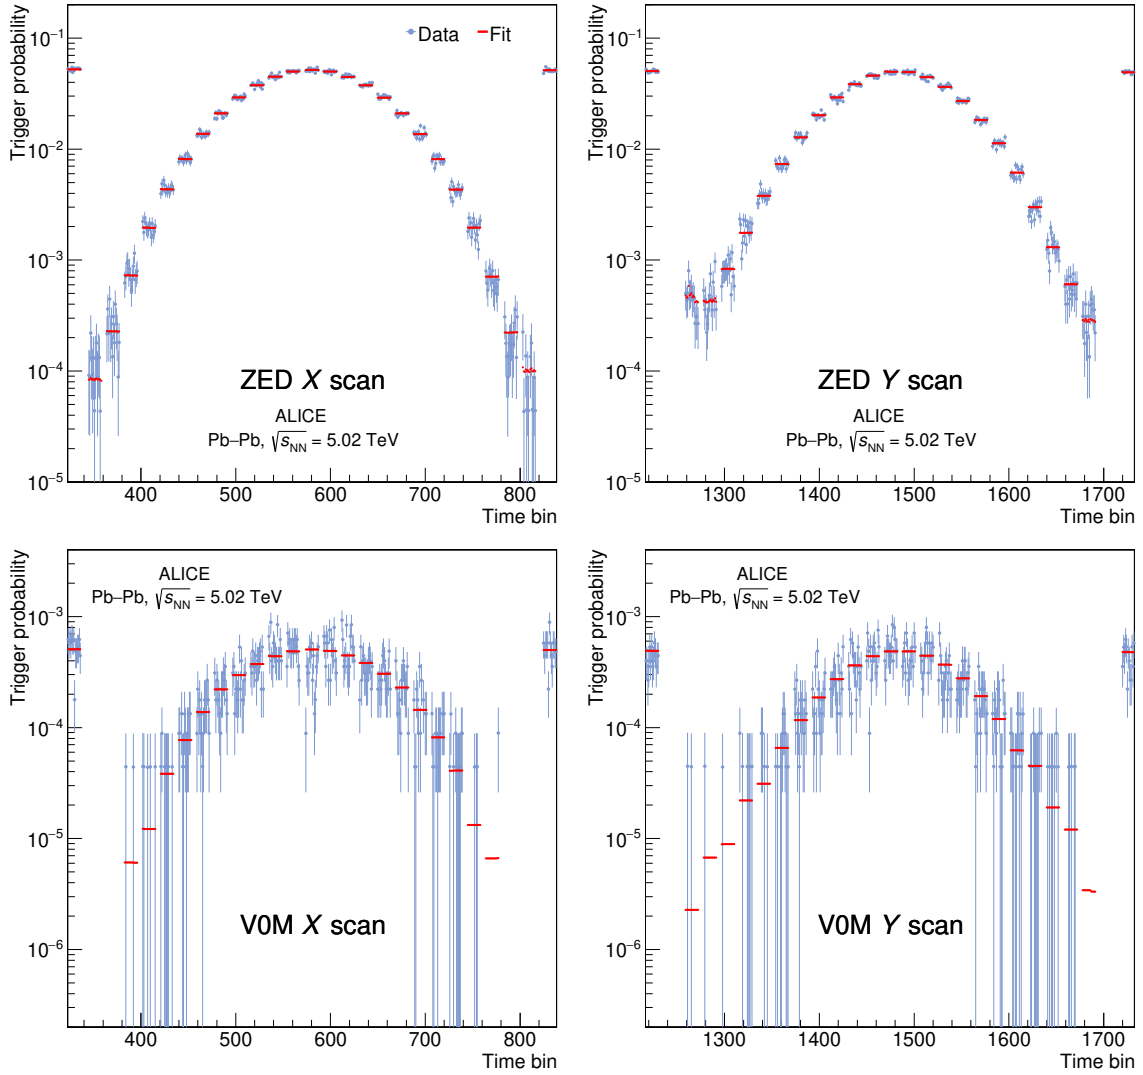 Trigger probability
10⁻¹
10⁻²
10⁻³
10⁻⁴
10⁻⁵
Data Fit
ZED X scan
ALICE
Pb–Pb, √sNN = 5.02 TeV
400 500 600 700 800
Time bin
Trigger probability
10⁻¹
10⁻²
10⁻³
10⁻⁴
10⁻⁵
ZED Y scan
ALICE
Pb–Pb, √sNN = 5.02 TeV
1300 1400 1500 1600 1700
Time bin
Trigger probability
ALICE
Pb–Pb, √sNN = 5.02 TeV
10⁻³
10⁻⁴
10⁻⁵
10⁻⁶
V0M X scan
400 500 600 700 800
Time bin
Trigger probability
ALICE
Pb–Pb, √sNN = 5.02 TeV
10⁻³
10⁻⁴
10⁻⁵
10⁻⁶
V0M Y scan
1300 1400 1500 1600 1700
Time bin